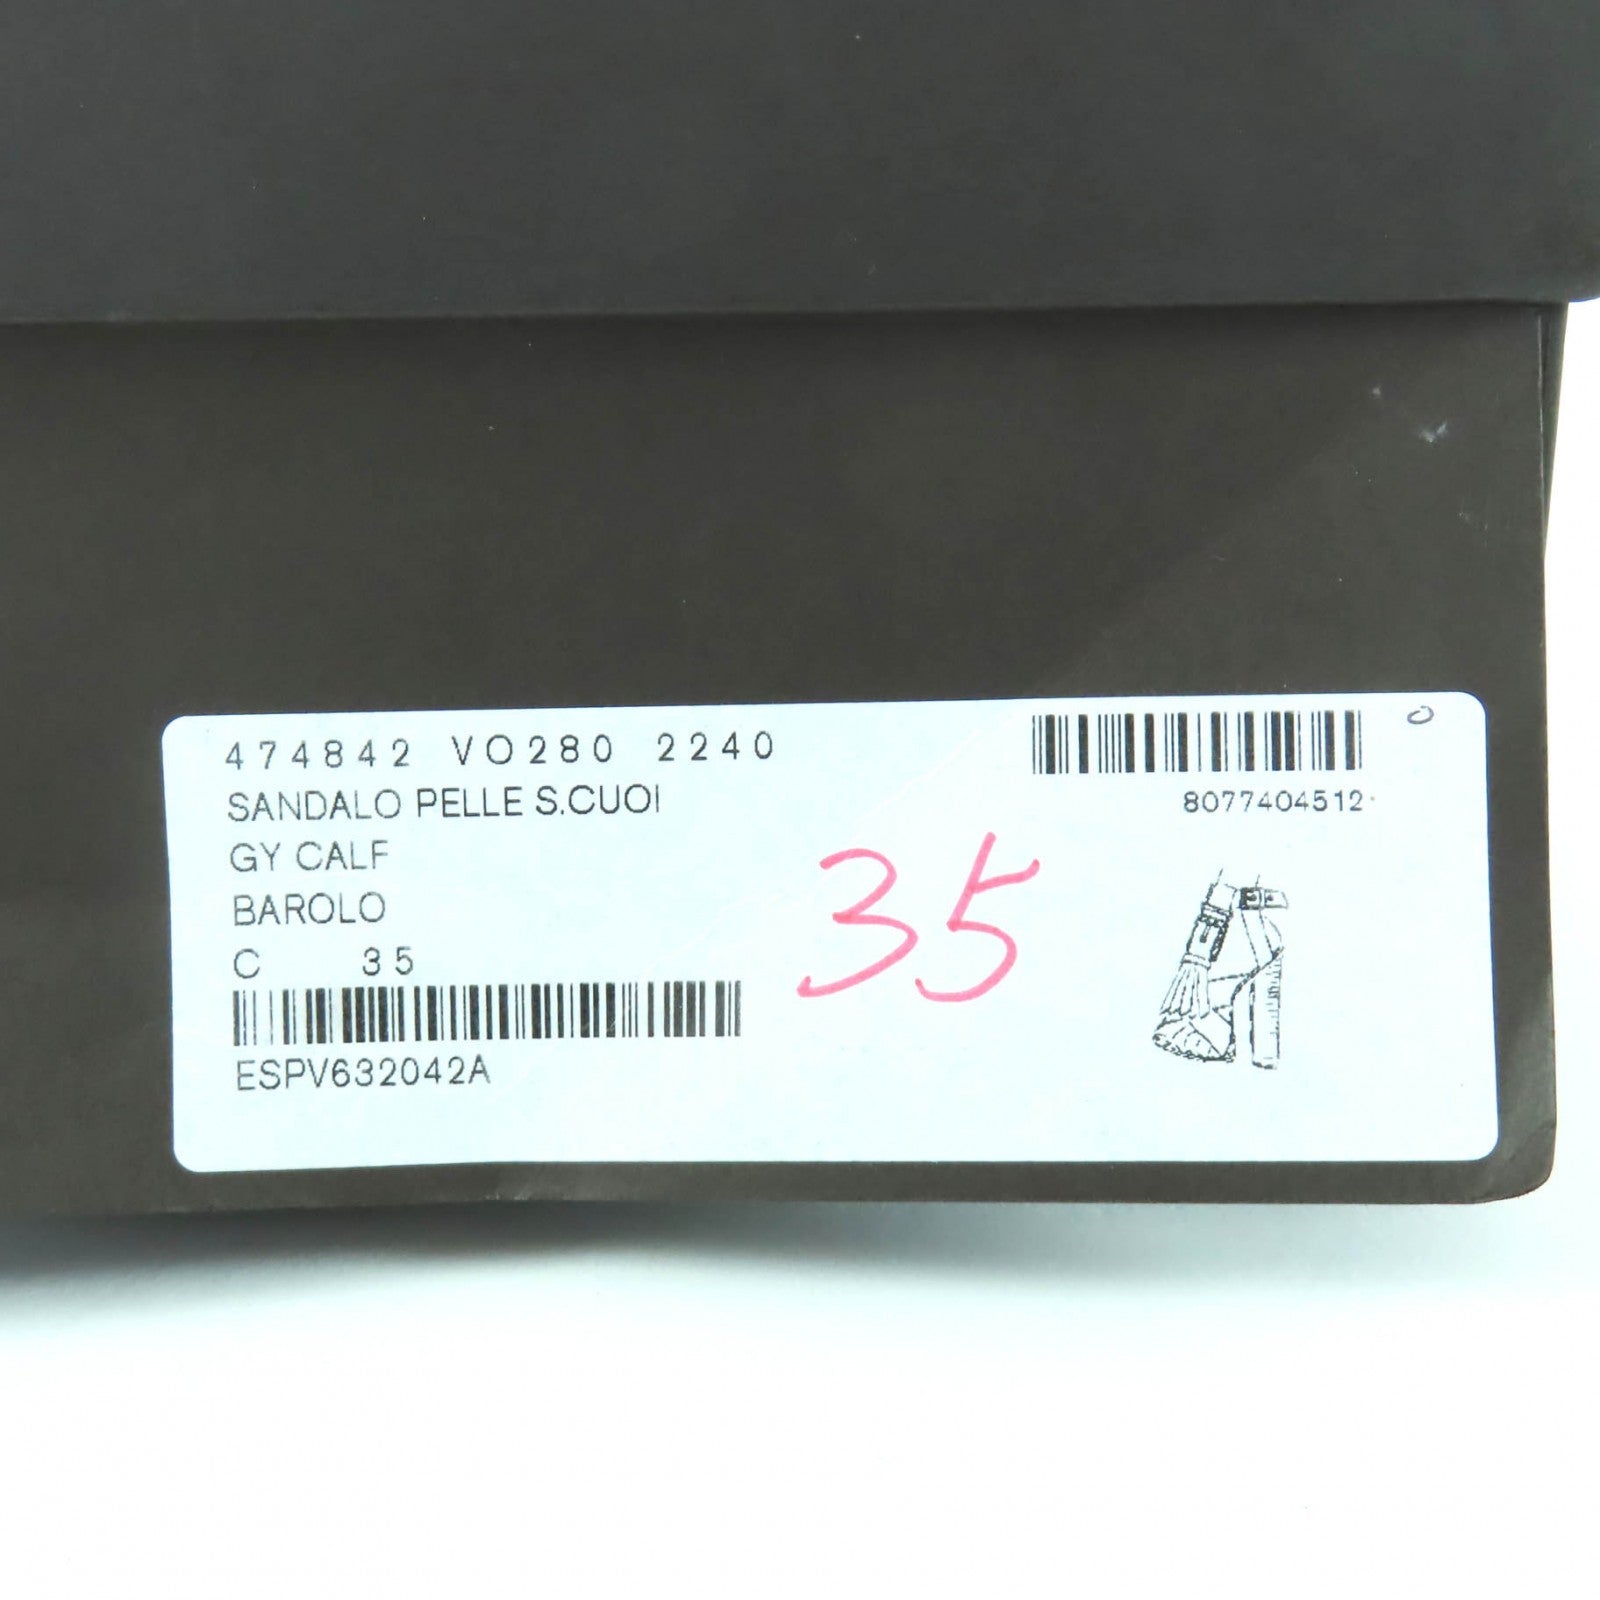 474842 VO280 2240
SANDALO PELLE S.CUOI
GY CALF
BAROLO
C 35
ESPV632042A
8077404512
35